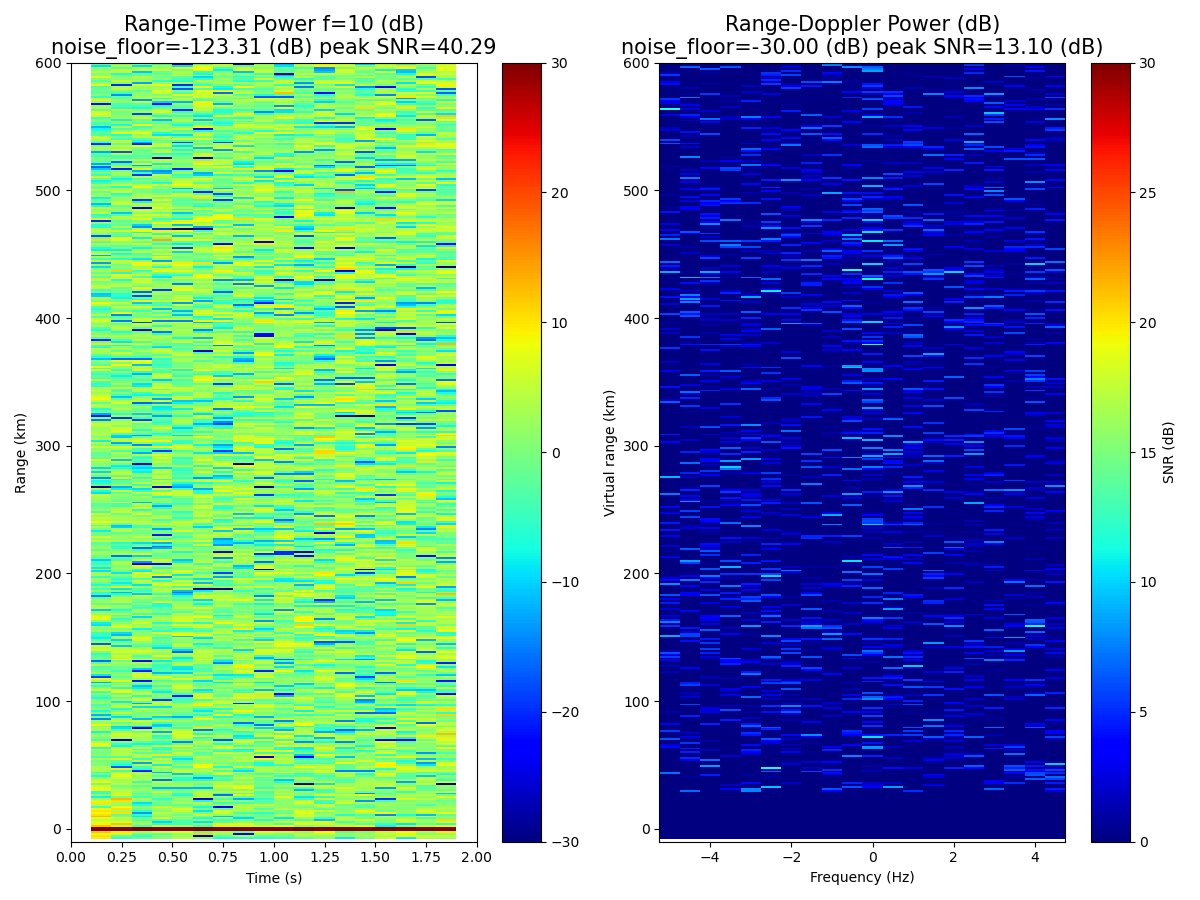 Range-Time Power f=10 (dB)
noise_floor=-123.31 (dB) peak SNR=40.29
Range (km)
600
500
400
300
200
100
0
0.00 0.25 0.50 0.75 1.00 1.25 1.50 1.75 2.00
Time (s)
30
20
10
0
−10
−20
−30
Range-Doppler Power (dB)
noise_floor=-30.00 (dB) peak SNR=13.10 (dB)
Virtual range (km)
600
500
400
300
200
100
0
−4 −2 0 2 4
Frequency (Hz)
30
25
20
15
10
5
0
SNR (dB)